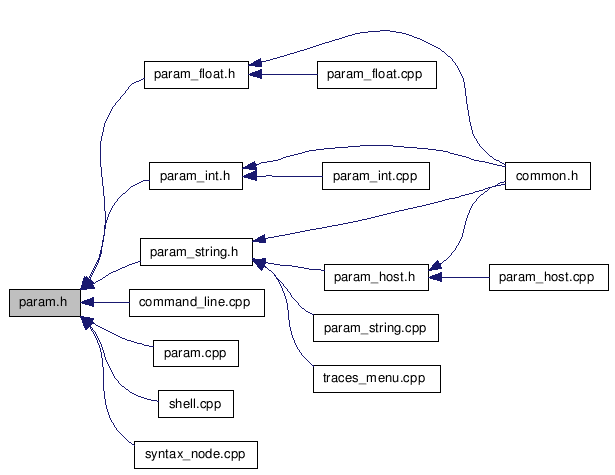 param_float.h
param_float.cpp
param_int.h
param_int.cpp
common.h
param_string.h
param_host.h
param_host.cpp
param.h
command_line.cpp
param_string.cpp
param.cpp
traces_menu.cpp
shell.cpp
syntax_node.cpp